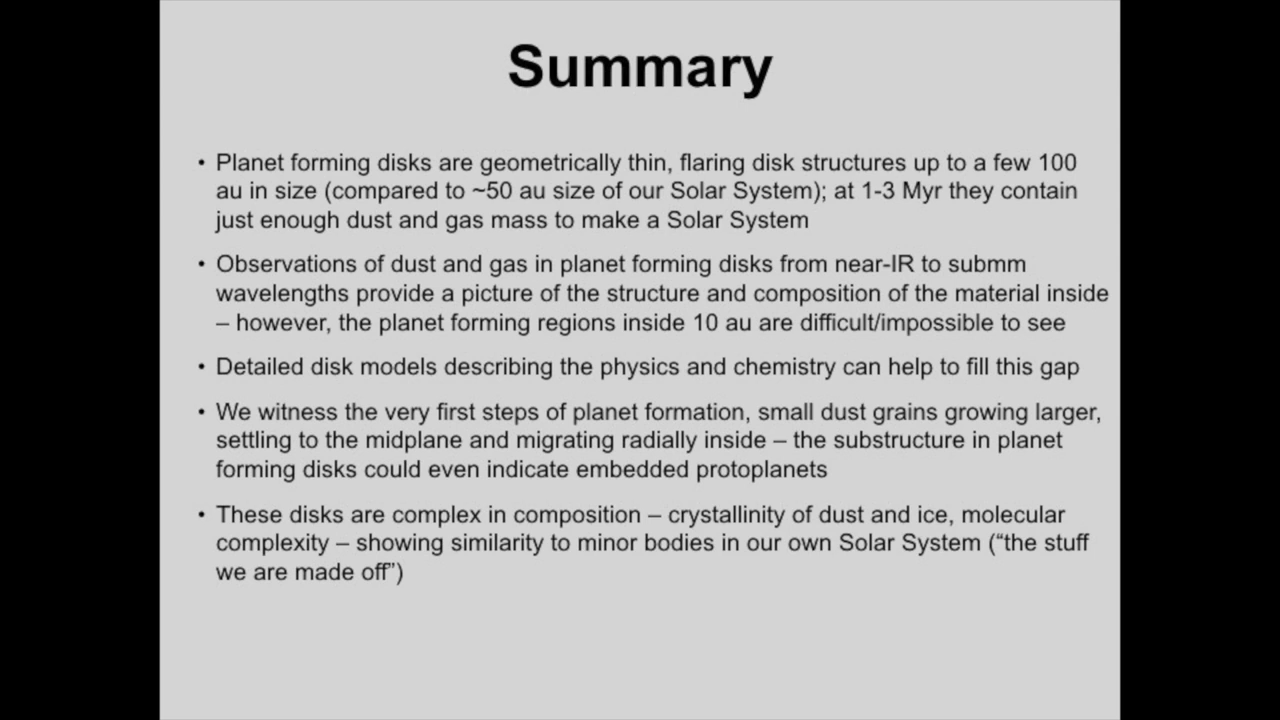 Summary
• Planet forming disks are geometrically thin, flaring disk structures up to a few 100
au in size (compared to ~50 au size of our Solar System); at 1-3 Myr they contain
just enough dust and gas mass to make a Solar System
• Observations of dust and gas in planet forming disks from near-IR to submm
wavelengths provide a picture of the structure and composition of the material inside
– however, the planet forming regions inside 10 au are difficult/impossible to see
• Detailed disk models describing the physics and chemistry can help to fill this gap
• We witness the very first steps of planet formation, small dust grains growing larger,
settling to the midplane and migrating radially inside – the substructure in planet
forming disks could even indicate embedded protoplanets
• These disks are complex in composition – crystallinity of dust and ice, molecular
complexity – showing similarity to minor bodies in our own Solar System (“the stuff
we are made off”)